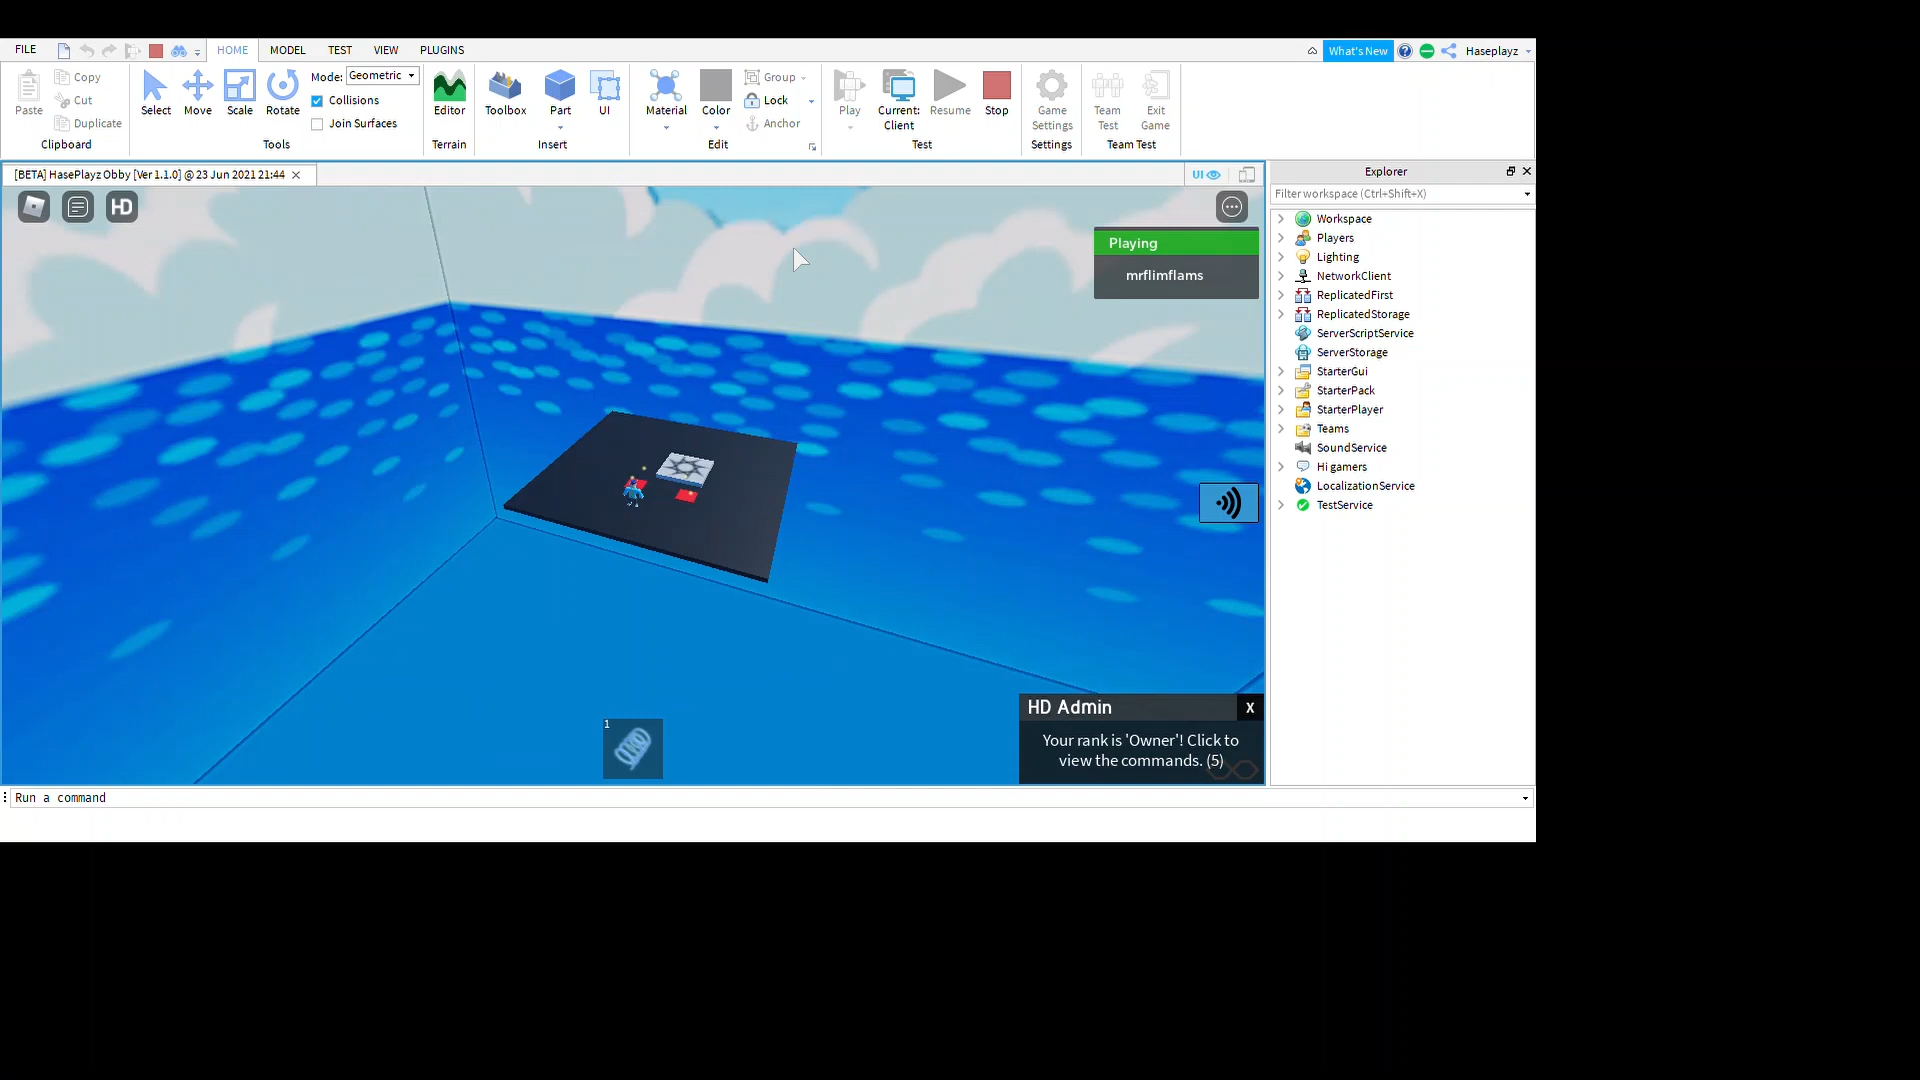 FILE
HOME
MODEL
TEST
VIEW
PLUGINS
What's New
Haseplayz
Paste
Copy
Cut
Duplicate
Clipboard
Select
Move
Scale
Rotate
Mode: Geometric
Collisions
Join Surfaces
Tools
Editor
Terrain
Toolbox
Part
UI
Insert
Material
Color
Group
Lock
Anchor
Edit
Play
Current:
Client
Resume
Stop
Test
Game
Settings
Settings
Team
Test
Exit
Game
Team Test
[BETA] HasePlayz Obby [Ver 1.1.0] @ 23 Jun 2021 21:44
UI
HD
Playing
mrflimflams
1
HD Admin
X
Your rank is 'Owner'! Click to
view the commands. (5)
Explorer
Filter workspace (Ctrl+Shift+X)
Workspace
Players
Lighting
NetworkClient
ReplicatedFirst
ReplicatedStorage
ServerScriptService
ServerStorage
StarterGui
StarterPack
StarterPlayer
Teams
SoundService
Hi gamers
LocalizationService
TestService
Run a command